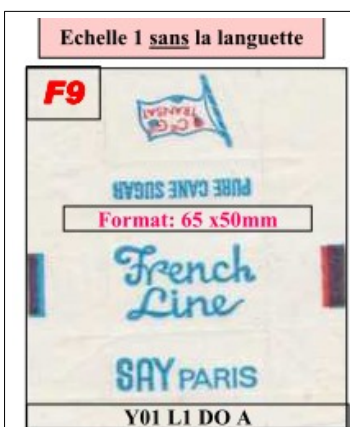 Echelle 1 sans la languette
F9
C G
TRANSAT
PURE CANE SUGAR
Format: 65 x50mm
French
Line
SAY PARIS
Y01 L1 DO A